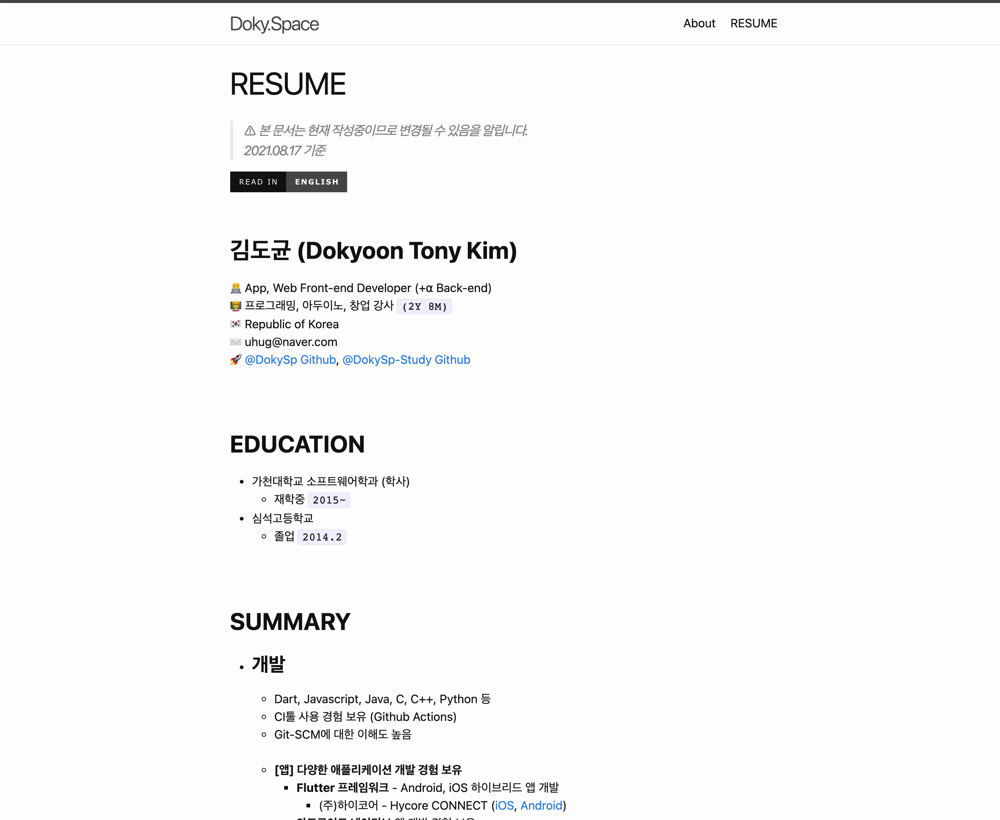 Doky.Space
About RESUME
RESUME
⚠ 본 문서는 현재 작성중이므로 변경될 수 있음을 알립니다.
2021.08.17 기준
READ IN ENGLISH
김도균 (Dokyoon Tony Kim)
App, Web Front-end Developer (+α Back-end)
프로그래밍, 아두이노, 창업 강사 (2Y 8M)
Republic of Korea
uhug@naver.com
@DokySp Github, @DokySp-Study Github
EDUCATION
가천대학교 소프트웨어학과 (학사)
재학중 2015~
심석고등학교
졸업 2014.2
SUMMARY
개발
Dart, Javascript, Java, C, C++, Python 등
CI툴 사용 경험 보유 (Github Actions)
Git-SCM에 대한 이해도 높음
[앱] 다양한 애플리케이션 개발 경험 보유
Flutter 프레임워크 - Android, iOS 하이브리드 앱 개발
(주)하이코어 - Hycore CONNECT (iOS, Android)